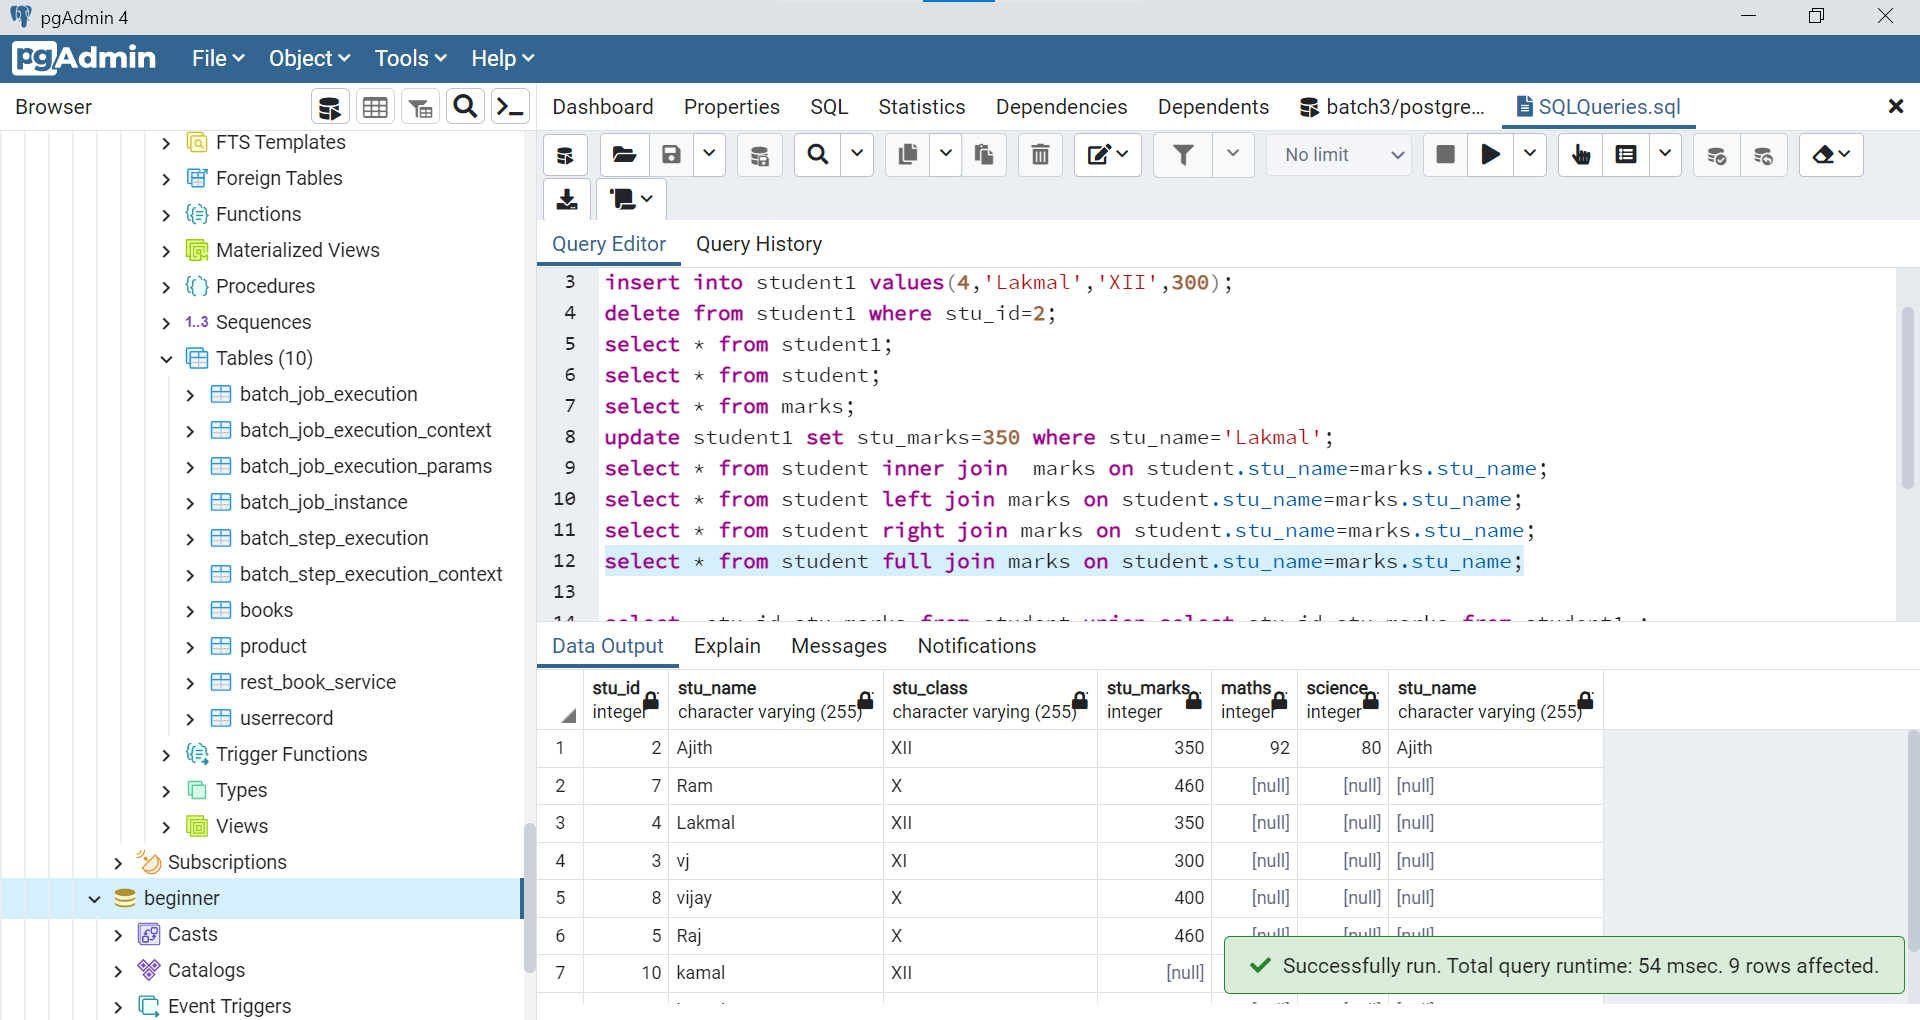 pgAdmin 4
pgAdmin File Object Tools Help
Browser
Dashboard Properties SQL Statistics Dependencies Dependents batch3/postgre... SQLQueries.sql
FTS Templates
Foreign Tables
Functions
Materialized Views
Procedures
1..3 Sequences
Tables (10)
batch_job_execution
batch_job_execution_context
batch_job_execution_params
batch_job_instance
batch_step_execution
batch_step_execution_context
books
product
rest_book_service
userrecord
Trigger Functions
Types
Views
Subscriptions
beginner
Casts
Catalogs
Event Triggers
No limit
Query Editor Query History
3 insert into student1 values(4,'Lakmal','XII',300);
4 delete from student1 where stu_id=2;
5 select * from student1;
6 select * from student;
7 select * from marks;
8 update student1 set stu_marks=350 where stu_name='Lakmal';
9 select * from student inner join  marks on student.stu_name=marks.stu_name;
10 select * from student left join marks on student.stu_name=marks.stu_name;
11 select * from student right join marks on student.stu_name=marks.stu_name;
12 select * from student full join marks on student.stu_name=marks.stu_name;
13
Data Output Explain Messages Notifications
stu_id stu_name stu_class stu_marks maths science stu_name
integer character varying (255) character varying (255) integer integer integer character varying (255)
1 2 Ajith XII 350 92 80 Ajith
2 7 Ram X 460 [null] [null] [null]
3 4 Lakmal XII 350 [null] [null] [null]
4 3 vj XI 300 [null] [null] [null]
5 8 vijay X 400 [null] [null] [null]
6 5 Raj X 460 [null] [null] [null]
7 10 kamal XII [null]
Successfully run. Total query runtime: 54 msec. 9 rows affected.